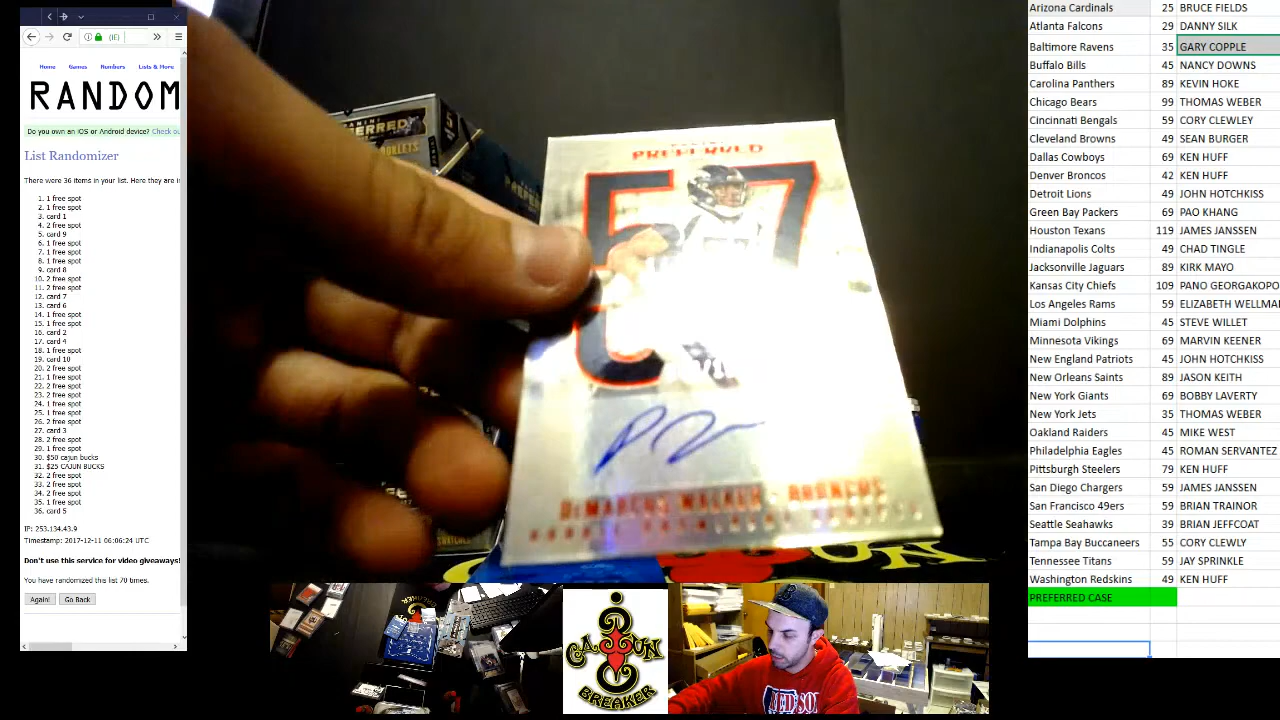 (IE)
Home Games Numbers Lists & More
RANDOM
Do you own an iOS or Android device? Check ou
List Randomizer
There were 36 items in your list. Here they are i
1. 1 free spot
2. 1 free spot
3. card 1
4. 2 free spot
5. card 9
6. 1 free spot
7. 1 free spot
8. 1 free spot
9. card 8
10. 2 free spot
11. 2 free spot
12. card 7
13. card 6
14. 1 free spot
15. 1 free spot
16. card 2
17. card 4
18. 1 free spot
19. card 10
20. 2 free spot
21. 1 free spot
22. 2 free spot
23. 2 free spot
24. 1 free spot
25. 1 free spot
26. 2 free spot
27. card 3
28. 2 free spot
29. 1 free spot
30. $50 cajun bucks
31. $25 CAJUN BUCKS
32. 2 free spot
33. 2 free spot
34. 2 free spot
35. 1 free spot
36. card 5
IP: 253.134.43.9
Timestamp: 2017-12-11 06:06:24 UTC
Don't use this service for video giveaways!
You have randomized this list 70 times.
Again! Go Back
PANINI
PREFERRED
57
DeMARCUS WALKER BRONCOS
CAJUN
BREAKER
RED SO
Arizona Cardinals 25 BRUCE FIELDS
Atlanta Falcons 29 DANNY SILK
Baltimore Ravens 35 GARY COPPLE
Buffalo Bills 45 NANCY DOWNS
Carolina Panthers 89 KEVIN HOKE
Chicago Bears 99 THOMAS WEBER
Cincinnati Bengals 59 CORY CLEWLEY
Cleveland Browns 49 SEAN BURGER
Dallas Cowboys 69 KEN HUFF
Denver Broncos 42 KEN HUFF
Detroit Lions 49 JOHN HOTCHKISS
Green Bay Packers 69 PAO KHANG
Houston Texans 119 JAMES JANSSEN
Indianapolis Colts 49 CHAD TINGLE
Jacksonville Jaguars 89 KIRK MAYO
Kansas City Chiefs 109 PANO GEORGAKOPO
Los Angeles Rams 59 ELIZABETH WELLMA
Miami Dolphins 45 STEVE WILLET
Minnesota Vikings 69 MARVIN KEENER
New England Patriots 45 JOHN HOTCHKISS
New Orleans Saints 89 JASON KEITH
New York Giants 69 BOBBY LAVERTY
New York Jets 35 THOMAS WEBER
Oakland Raiders 45 MIKE WEST
Philadelphia Eagles 45 ROMAN SERVANTEZ
Pittsburgh Steelers 79 KEN HUFF
San Diego Chargers 59 JAMES JANSSEN
San Francisco 49ers 59 BRIAN TRAINOR
Seattle Seahawks 39 BRIAN JEFFCOAT
Tampa Bay Buccaneers 55 CORY CLEWLY
Tennessee Titans 59 JAY SPRINKLE
Washington Redskins 49 KEN HUFF
PREFERRED CASE